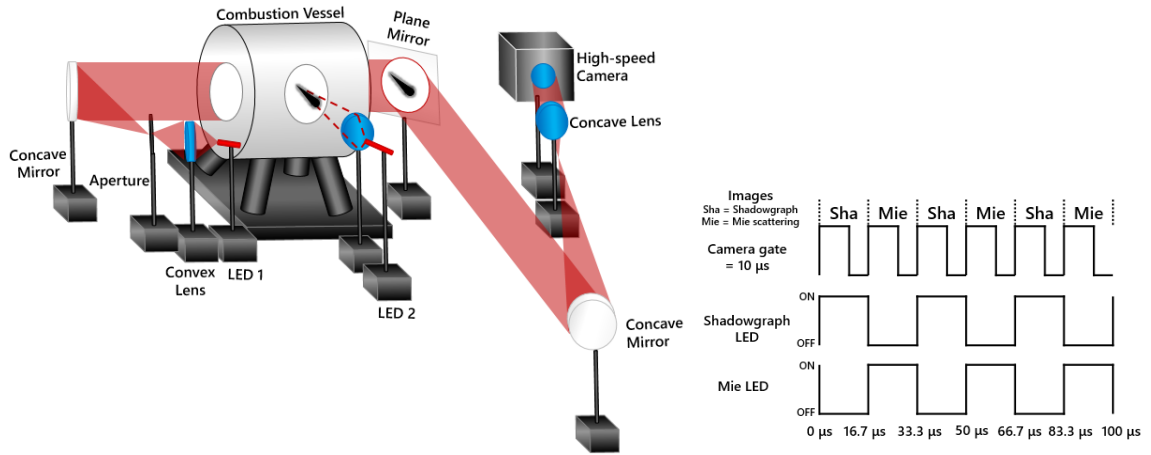 Combustion Vessel
Plane
Mirror
High-speed
Camera
Concave Lens
Concave
Mirror
Aperture
Convex
Lens
LED 1
LED 2
Concave
Mirror
Images
Sha = Shadowgraph
Mie = Mie scattering
Sha Mie Sha Mie Sha Mie
Camera gate
= 10 µs
Shadowgraph
LED
ON
OFF
Mie LED
ON
OFF
0 µs 16.7 µs 33.3 µs 50 µs 66.7 µs 83.3 µs 100 µs